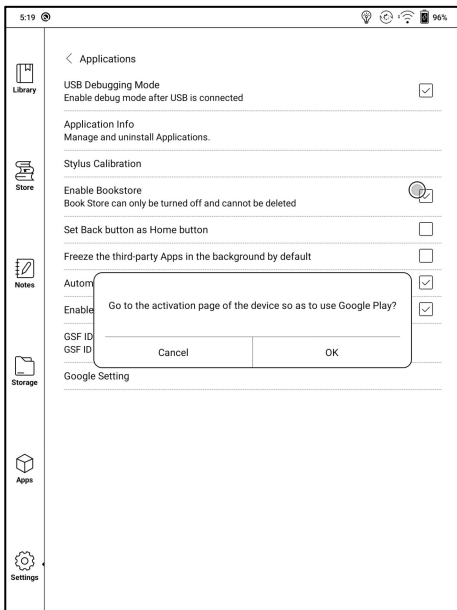 5:19
96%
Applications
Library
USB Debugging Mode
Enable debug mode after USB is connected
Application Info
Manage and uninstall Applications.
Stylus Calibration
Store
Enable Bookstore
Book Store can only be turned off and cannot be deleted
Set Back button as Home button
Freeze the third-party Apps in the background by default
Notes
Autom
Enable
Go to the activation page of the device so as to use Google Play?
Cancel
OK
GSF ID
GSF ID
Google Setting
Storage
Apps
Settings